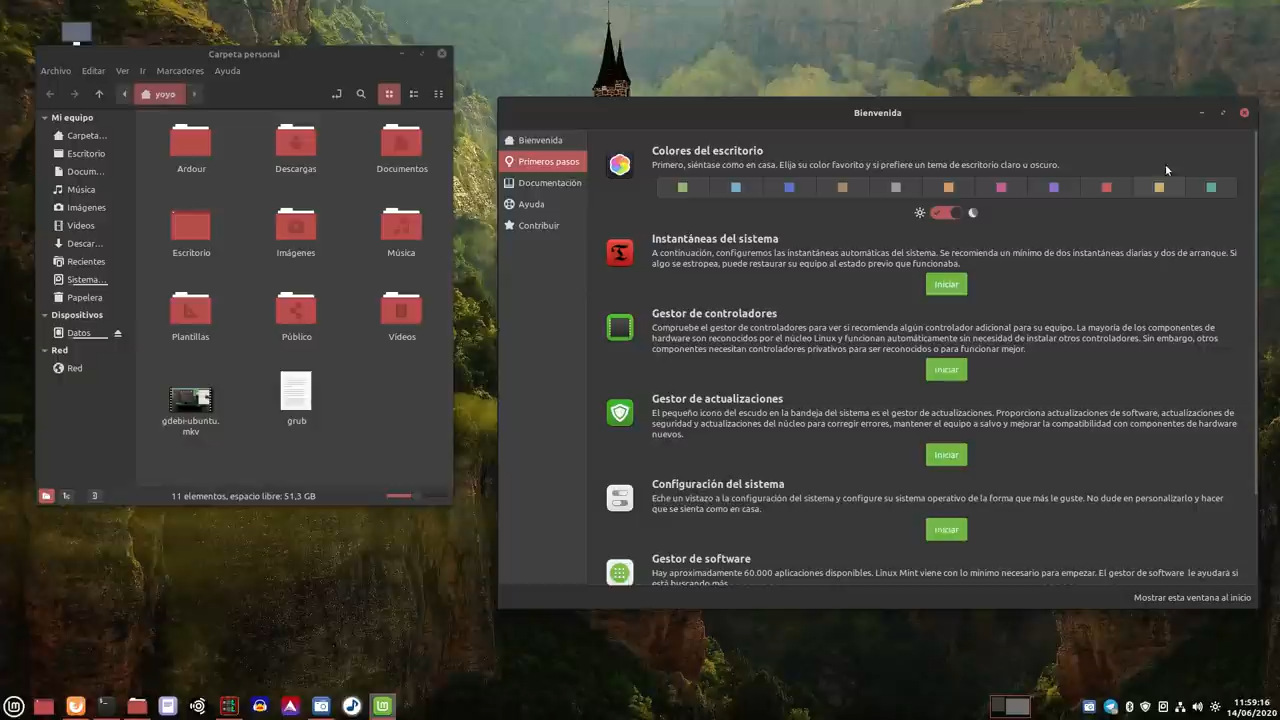 Carpeta personal
Archivo Editar Ver Ir Marcadores Ayuda
yoyo
Mi equipo
Carpeta...
Escritorio
Docum...
Música
Imágenes
Vídeos
Descar...
Recientes
Sistema...
Papelera
Dispositivos
Datos
Red
Red
Ardour
Descargas
Documentos
Escritorio
Imágenes
Música
Plantillas
Público
Vídeos
gdebi-ubuntu.
mkv
grub
11 elementos, espacio libre: 51,3 GB
Bienvenida
Bienvenida
Primeros pasos
Documentación
Ayuda
Contribuir
Colores del escritorio
Primero, siéntase como en casa. Elija su color favorito y si prefiere un tema de escritorio claro u oscuro.
Instantáneas del sistema
A continuación, configuremos las instantáneas automáticas del sistema. Se recomienda un mínimo de dos instantáneas diarias y dos de arranque. Si
algo se estropea, puede restaurar su equipo al estado previo que funcionaba.
Iniciar
Gestor de controladores
Compruebe el gestor de controladores para ver si recomienda algún controlador adicional para su equipo. La mayoría de los componentes de
hardware son reconocidos por el núcleo Linux y funcionan automáticamente sin necesidad de instalar otros controladores. Sin embargo, otros
componentes necesitan controladores privativos para ser reconocidos o para funcionar mejor.
Iniciar
Gestor de actualizaciones
El pequeño icono del escudo en la bandeja del sistema es el gestor de actualizaciones. Proporciona actualizaciones de software, actualizaciones de
seguridad y actualizaciones del núcleo para corregir errores, mantener el equipo a salvo y mejorar la compatibilidad con componentes de hardware
nuevos.
Iniciar
Configuración del sistema
Eche un vistazo a la configuración del sistema y configure su sistema operativo de la forma que más le guste. No dude en personalizarlo y hacer
que se sienta como en casa.
Iniciar
Gestor de software
Hay aproximadamente 60.000 aplicaciones disponibles. Linux Mint viene con lo mínimo necesario para empezar. El gestor de software le ayudará si
está buscando más.
Mostrar esta ventana al inicio
11:59:16
14/06/2020